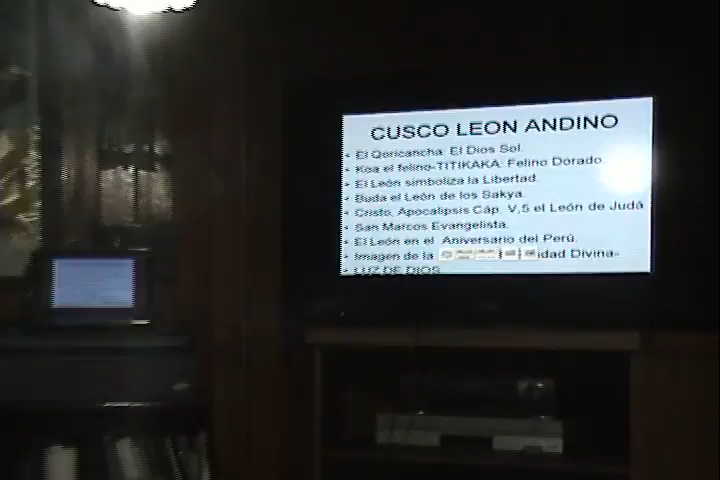 CUSCO LEON ANDINO
• El Qoricancha: El Dios Sol.
• Koa el felino-TITIKAKA: Felino Dorado.
• El León simboliza la Libertad.
• Buda el León de los Sakya.
• Cristo, Apocalipsis Cáp. V,5 el León de Judá
• San Marcos Evangelista.
• El León en el Aniversario del Perú.
• Imagen de la idad Divina-
• LUZ DE DIOS